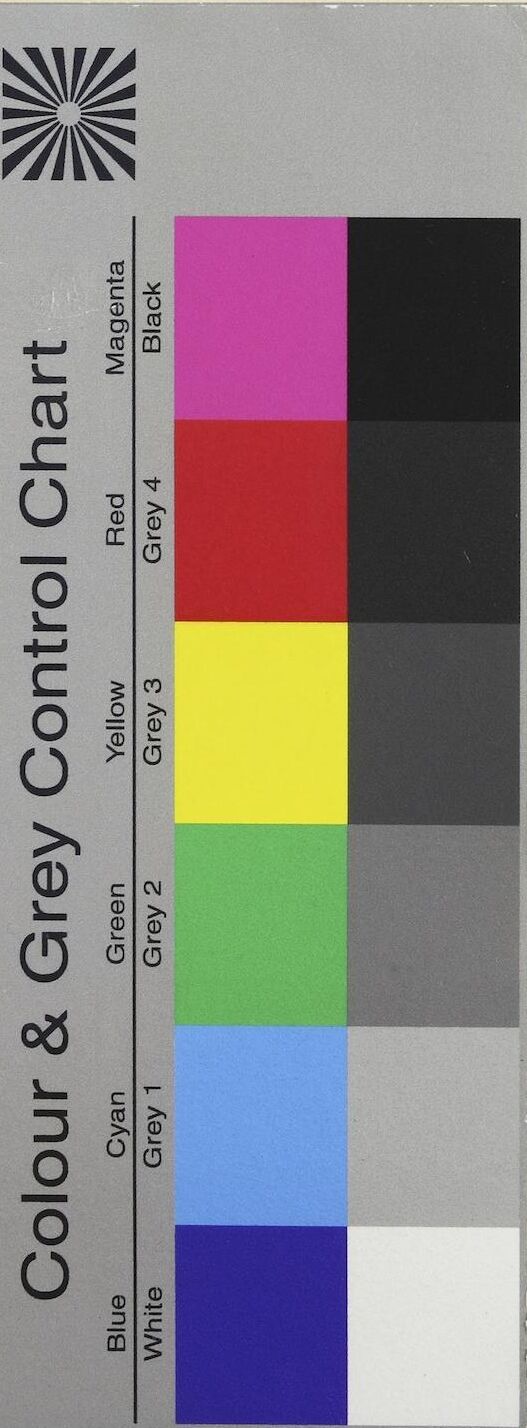 Colour & Grey Control Chart
Blue Cyan Green Yellow Red Magenta
White Grey 1 Grey 2 Grey 3 Grey 4 Black